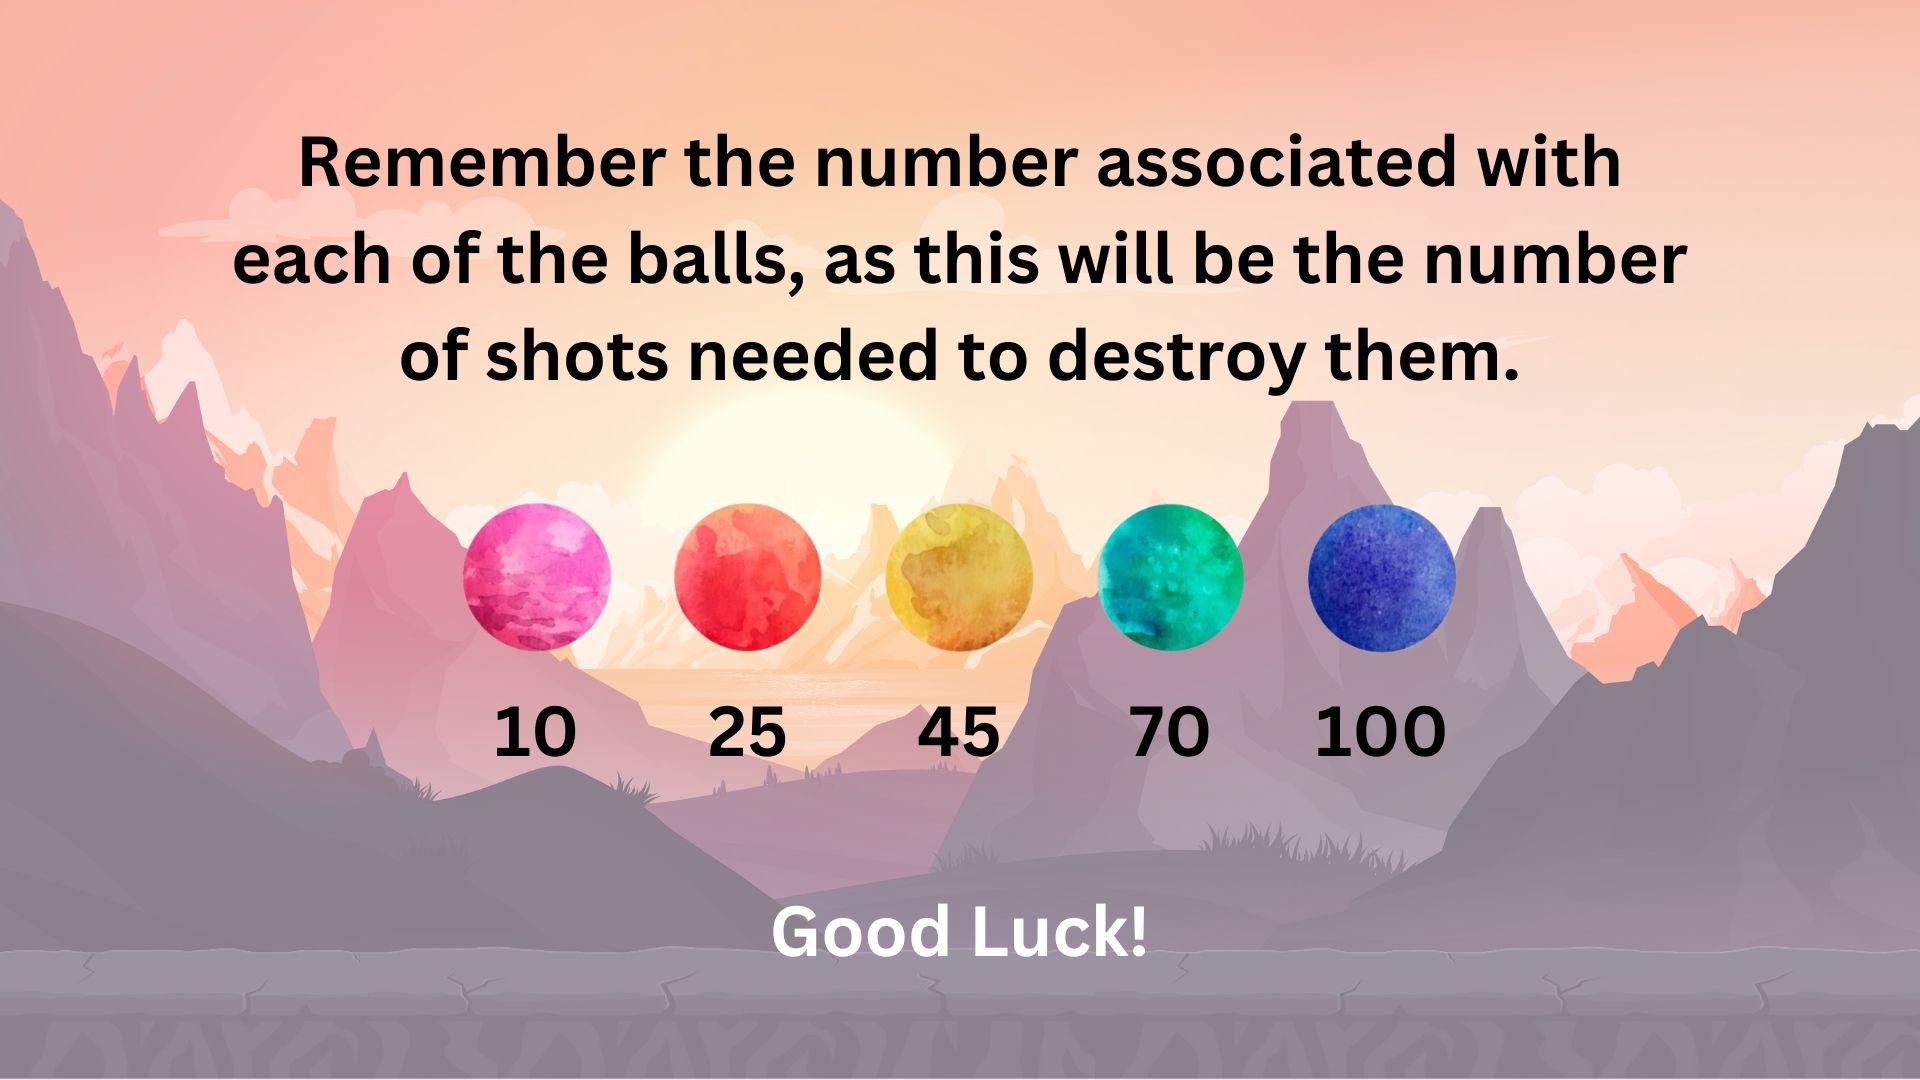 Remember the number associated with
each of the balls, as this will be the number
of shots needed to destroy them.
10 25 45 70 100
Good Luck!